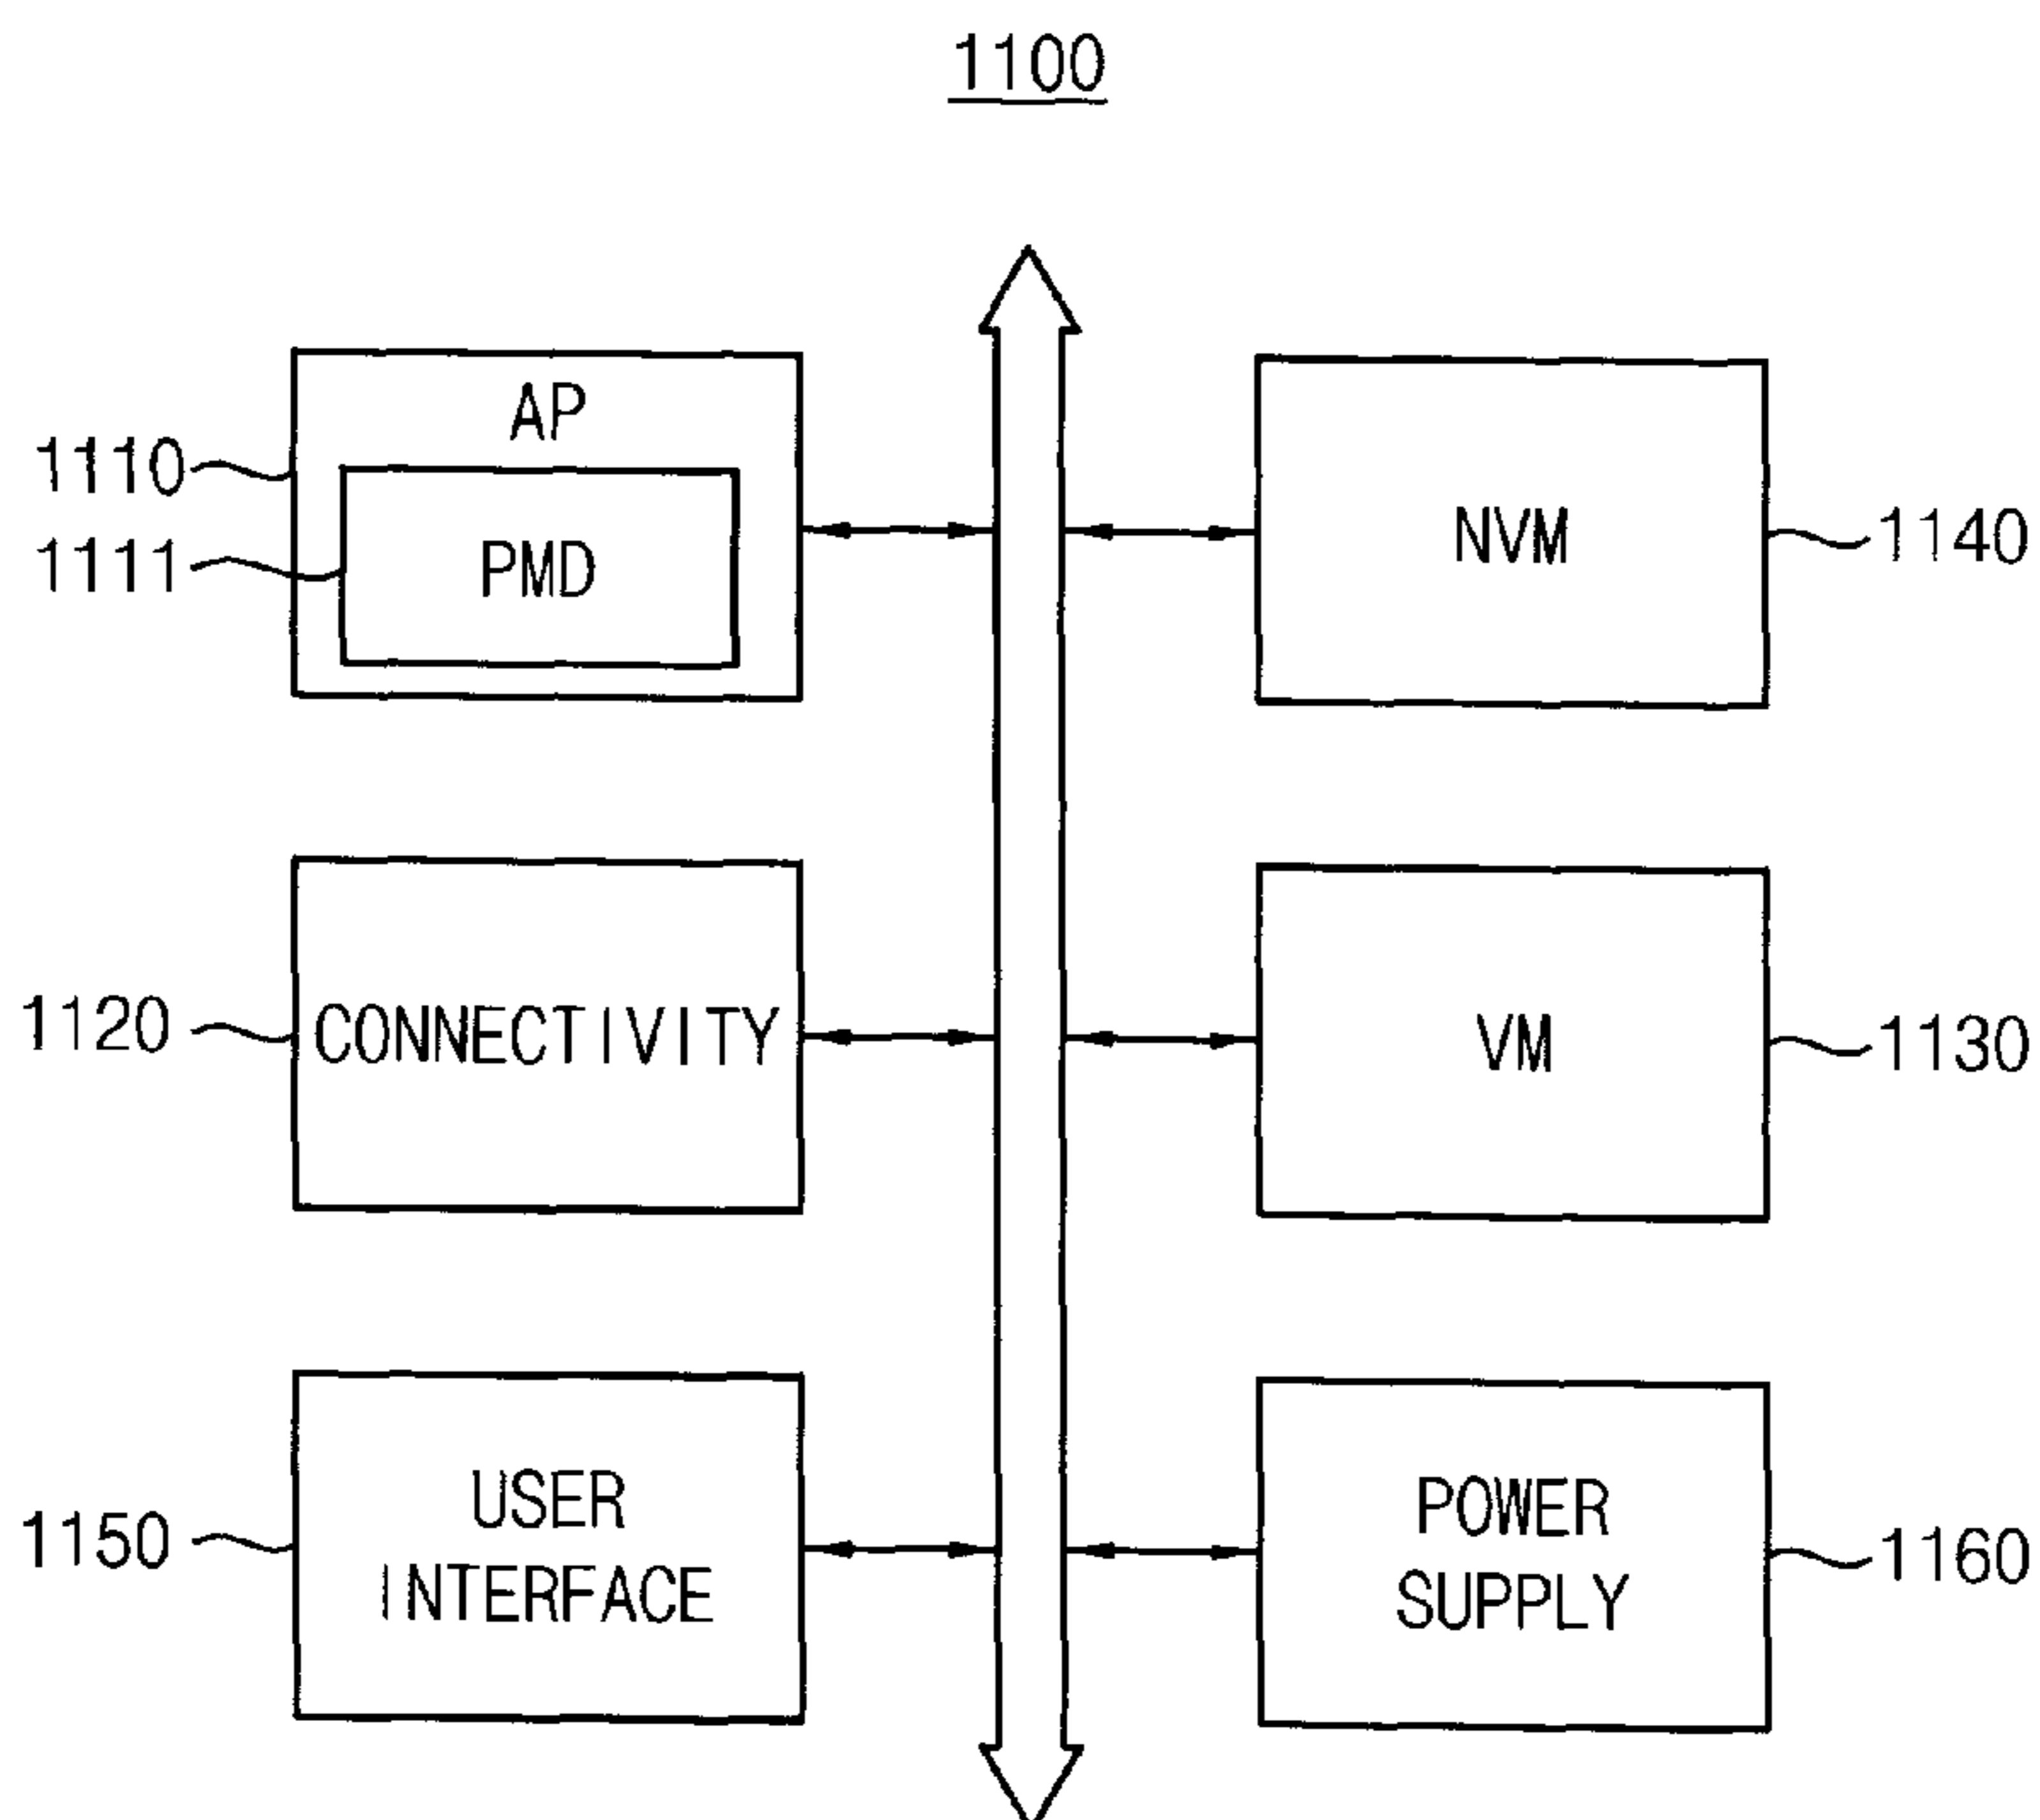 1100
AP
1110
PMD
1111
NVM
1140
CONNECTIVITY
1120
VM
1130
USER
INTERFACE
1150
POWER
SUPPLY
1160